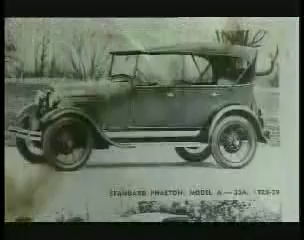 STANDARD PHAETON, MODEL A — 35A, 1928-29